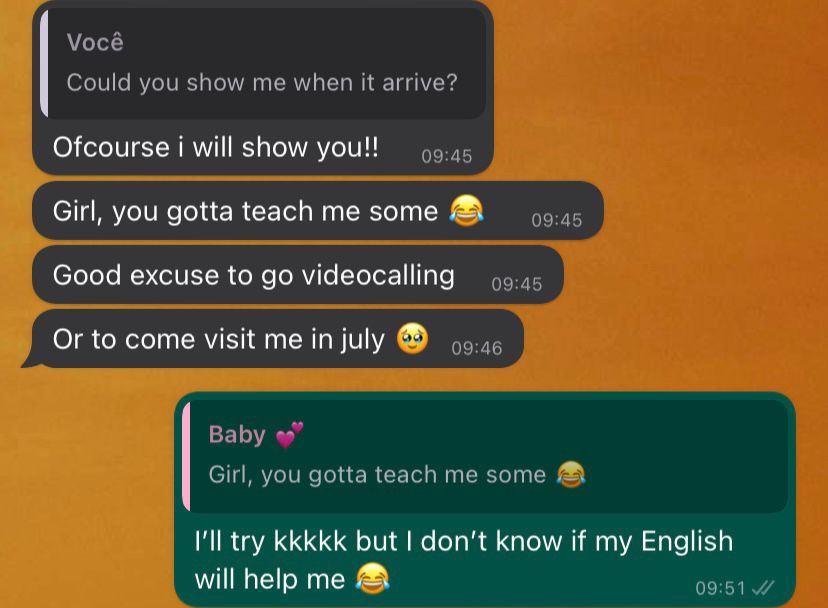 Você
Could you show me when it arrive?
Ofcourse i will show you!!
09:45
Girl, you gotta teach me some 😂
09:45
Good excuse to go videocalling
09:45
Or to come visit me in july 🥹
09:46
Baby 💕
Girl, you gotta teach me some 😂
I’ll try kkkkk but I don’t know if my English
will help me 😂
09:51